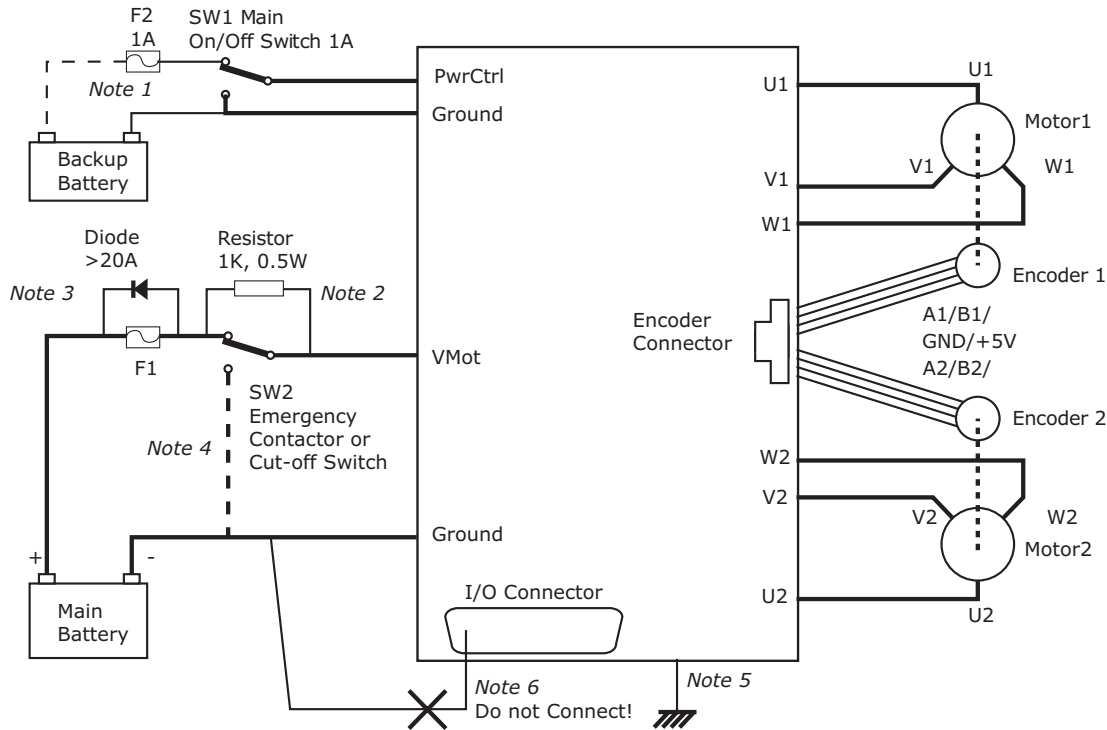 F2
1A
SW1 Main
On/Off Switch 1A
Note 1
Backup
Battery
PwrCtrl
Ground
Diode
>20A
Resistor
1K, 0.5W
Note 3
Note 2
F1
VMot
SW2
Emergency
Contactor or
Cut-off Switch
Note 4
Ground
+
-
Main
Battery
I/O Connector
Note 6
Do not Connect!
Note 5
Encoder
Connector
U1
U1
Motor1
V1
V1
W1
W1
Encoder 1
A1/B1/
GND/+5V
A2/B2/
Encoder 2
W2
V2
V2
W2
Motor2
U2
U2